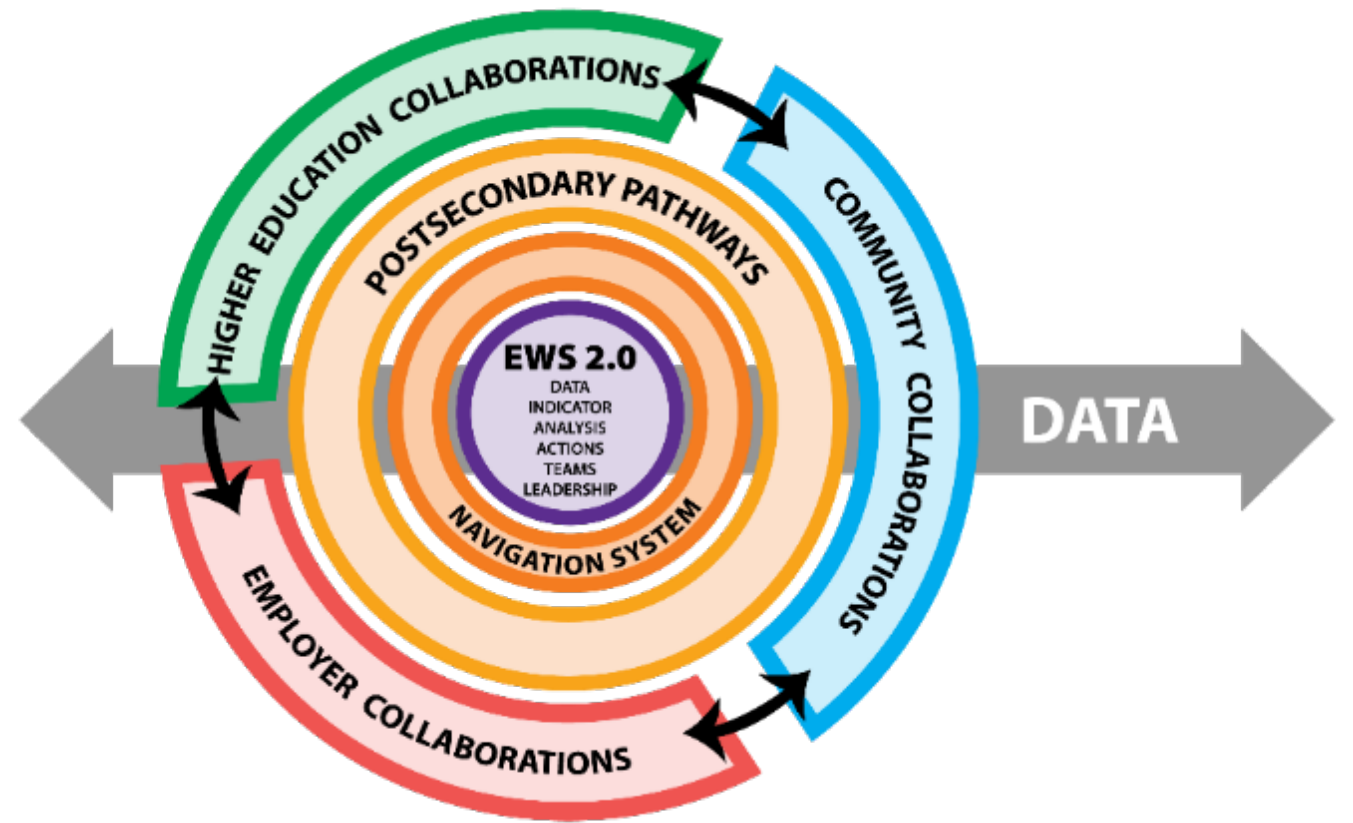 HIGHER EDUCATION COLLABORATIONS
COMMUNITY COLLABORATIONS
POSTSECONDARY PATHWAYS
EWS 2.0
DATA
INDICATOR
ANALYSIS
ACTIONS
TEAMS
LEADERSHIP
NAVIGATION SYSTEM
DATA
EMPLOYER COLLABORATIONS